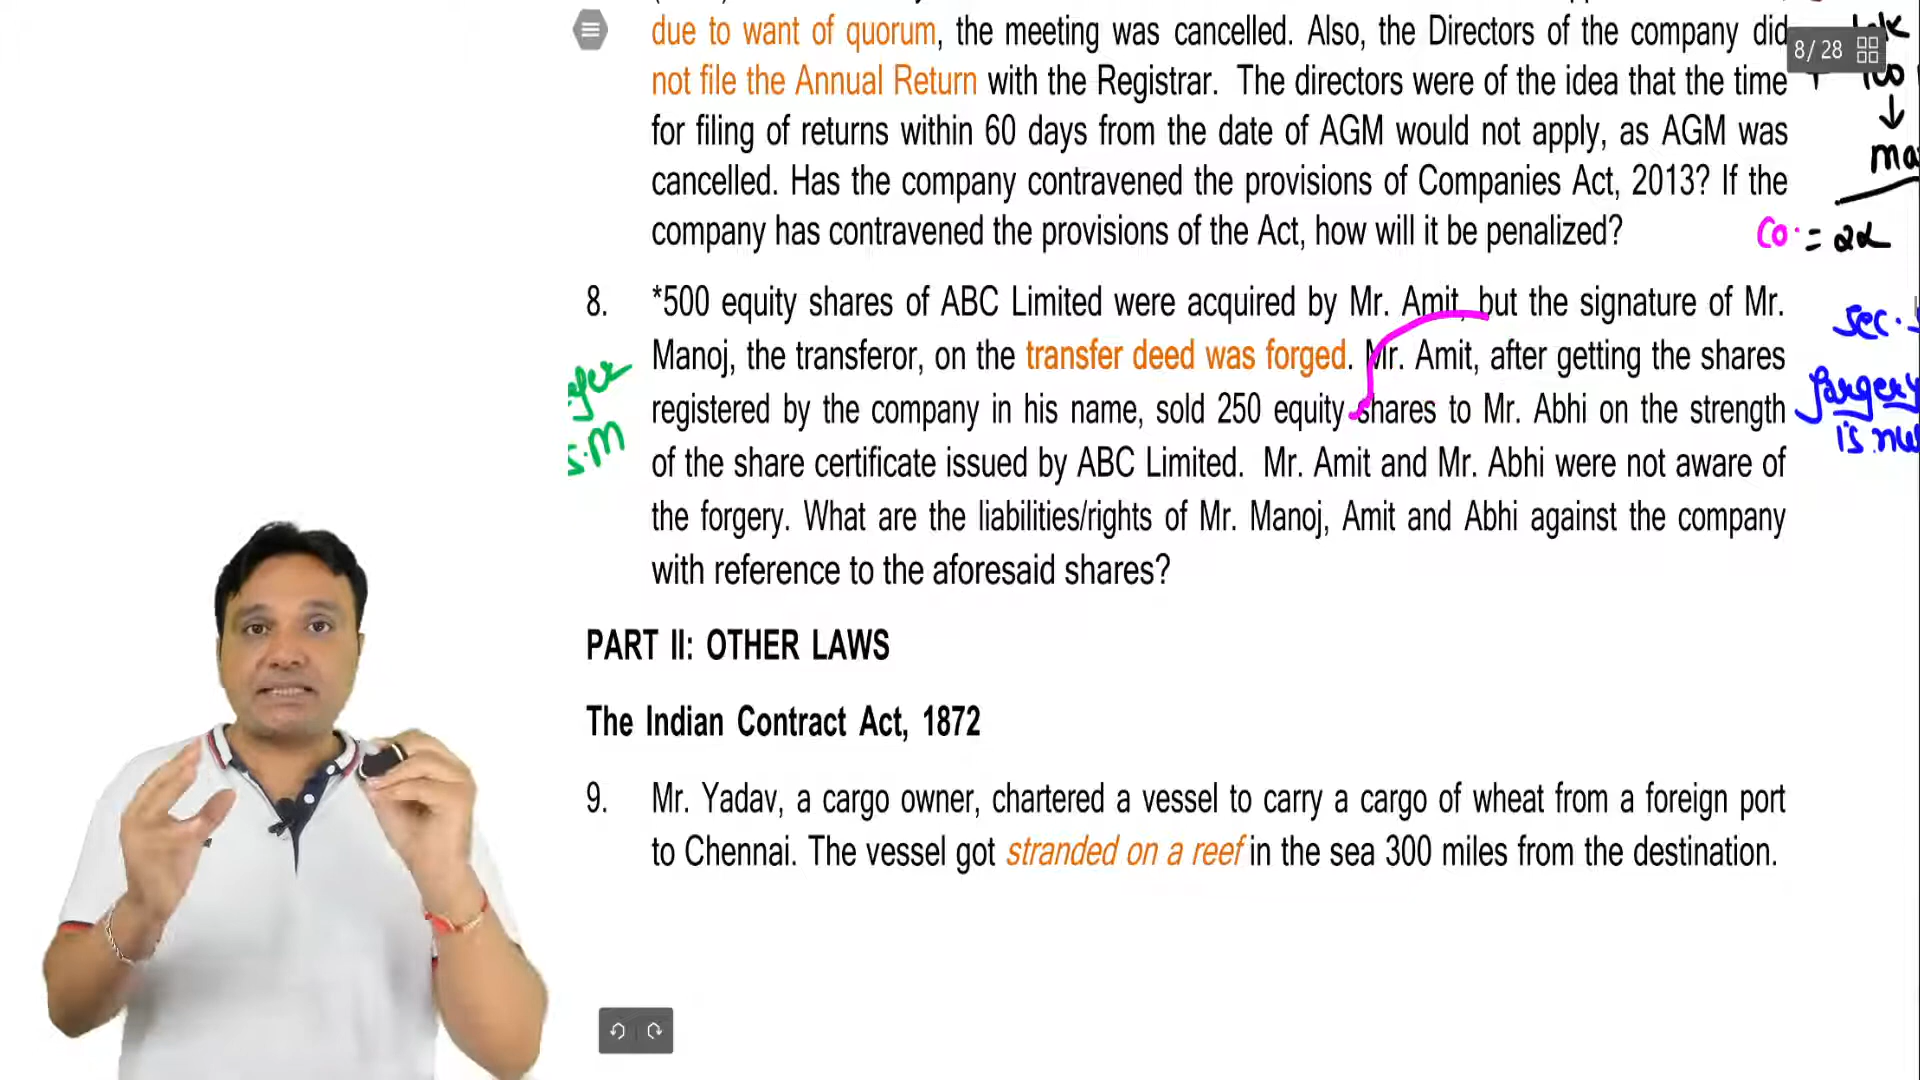 due to want of quorum, the meeting was cancelled. Also, the Directors of the company did
8/28
not file the Annual Return with the Registrar. The directors were of the idea that the time
for filing of returns within 60 days from the date of AGM would not apply, as AGM was
cancelled. Has the company contravened the provisions of Companies Act, 2013? If the
company has contravened the provisions of the Act, how will it be penalized?
Co. = 2L
8. *500 equity shares of ABC Limited were acquired by Mr. Amit, but the signature of Mr.
Manoj, the transferor, on the transfer deed was forged. Mr. Amit, after getting the shares
registered by the company in his name, sold 250 equity shares to Mr. Abhi on the strength
of the share certificate issued by ABC Limited. Mr. Amit and Mr. Abhi were not aware of
the forgery. What are the liabilities/rights of Mr. Manoj, Amit and Abhi against the company
with reference to the aforesaid shares?
Sec.
forgery
is
S.M
PART II: OTHER LAWS
The Indian Contract Act, 1872
9. Mr. Yadav, a cargo owner, chartered a vessel to carry a cargo of wheat from a foreign port
to Chennai. The vessel got stranded on a reef in the sea 300 miles from the destination.